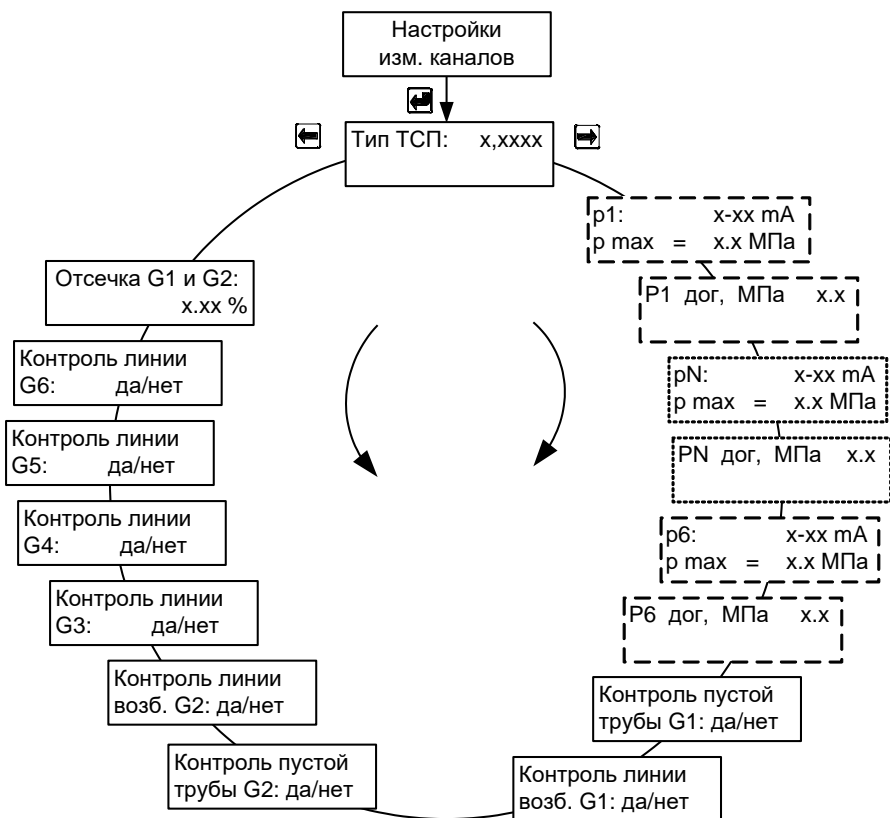 Настройки
изм. каналов
Тип ТСП: x,xxxx
p1: x-xx mA
p max = x.x МПа
P1 дог, МПа x.x
pN: x-xx mA
p max = x.x МПа
PN дог, МПа x.x
p6: x-xx mA
p max = x.x МПа
P6 дог, МПа x.x
Контроль пустой
трубы G1: да/нет
Контроль линии
возб. G1: да/нет
Контроль пустой
трубы G2: да/нет
Контроль линии
возб. G2: да/нет
Контроль линии
G3: да/нет
Контроль линии
G4: да/нет
Контроль линии
G5: да/нет
Контроль линии
G6: да/нет
Отсечка G1 и G2:
x.xx %